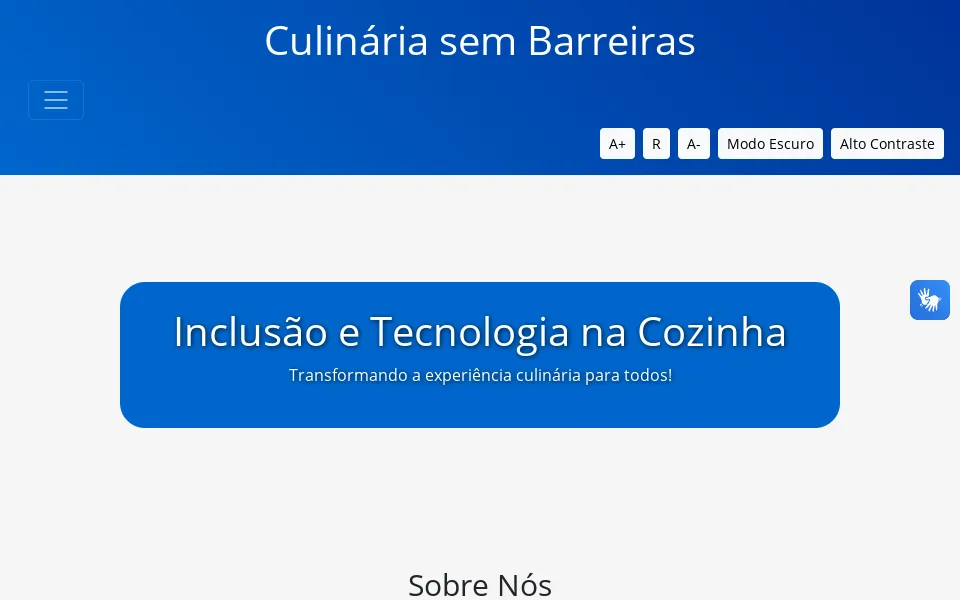 Culinária sem Barreiras
A+ R A- Modo Escuro Alto Contraste
Inclusão e Tecnologia na Cozinha
Transformando a experiência culinária para todos!
Sobre Nós